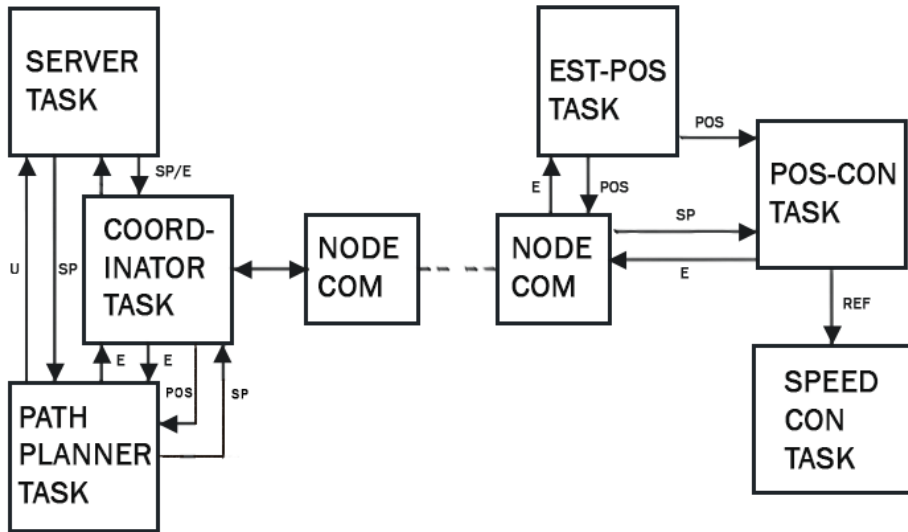 SERVER
TASK
EST-POS
TASK
POS
SP/E
POS-CON
TASK
E
POS
COORD-
INATOR
TASK
NODE
COM
NODE
COM
SP
U
SP
E
REF
E
E
POS
SP
PATH
PLANNER
TASK
SPEED
CON
TASK